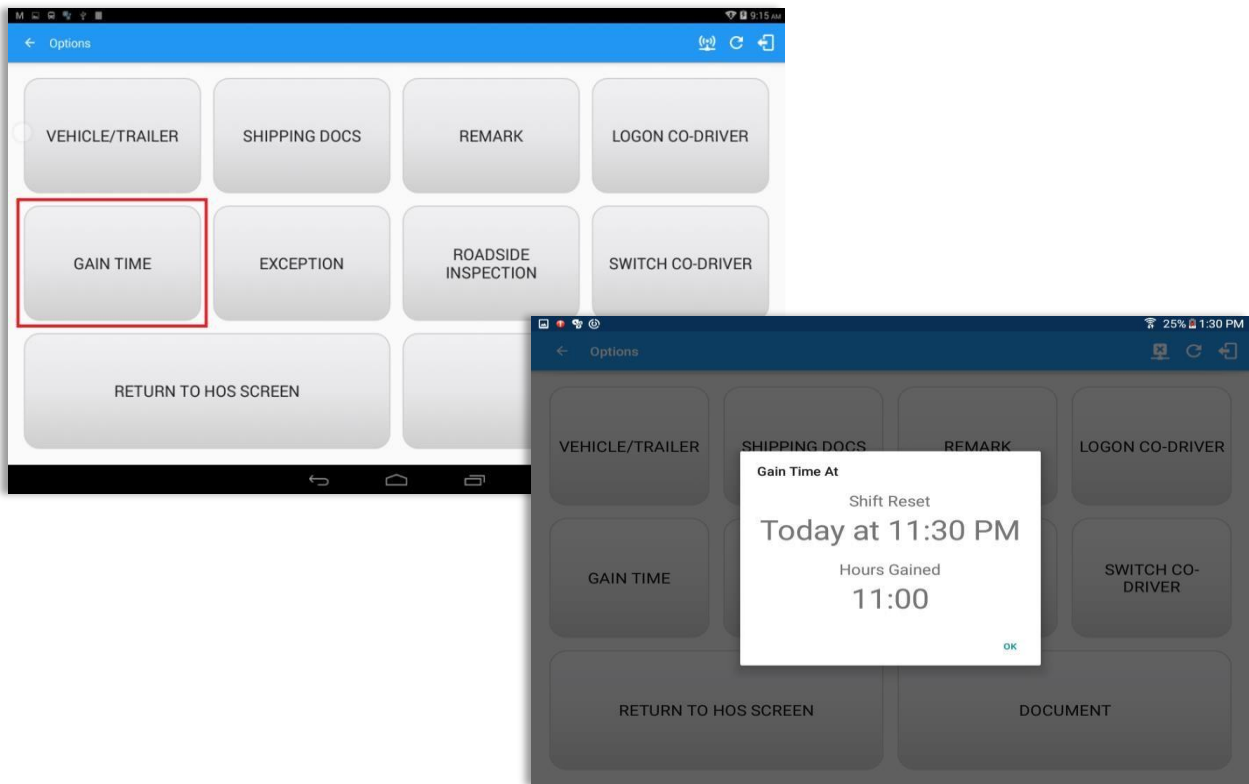 9:15 AM
Options
VEHICLE/TRAILER
SHIPPING DOCS
REMARK
LOGON CO-DRIVER
GAIN TIME
EXCEPTION
ROADSIDE
INSPECTION
SWITCH CO-DRIVER
RETURN TO HOS SCREEN
25% 1:30 PM
Options
VEHICLE/TRAILER
SHIPPING DOCS
REMARK
LOGON CO-DRIVER
Gain Time At
Shift Reset
Today at 11:30 PM
Hours Gained
11:00
OK
GAIN TIME
SWITCH CO-
DRIVER
RETURN TO HOS SCREEN
DOCUMENT